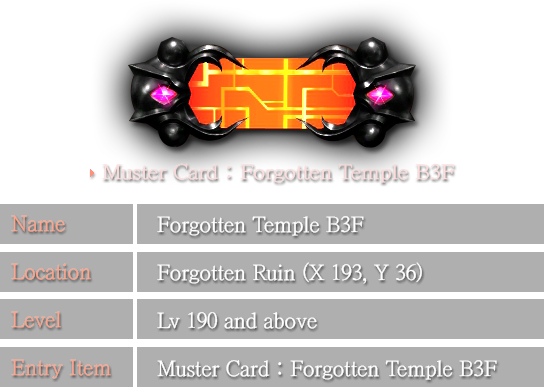 Muster Card : Forgotten Temple B3F
Name Forgotten Temple B3F
Location Forgotten Ruin (X 193, Y 36)
Level Lv 190 and above
Entry Item Muster Card : Forgotten Temple B3F